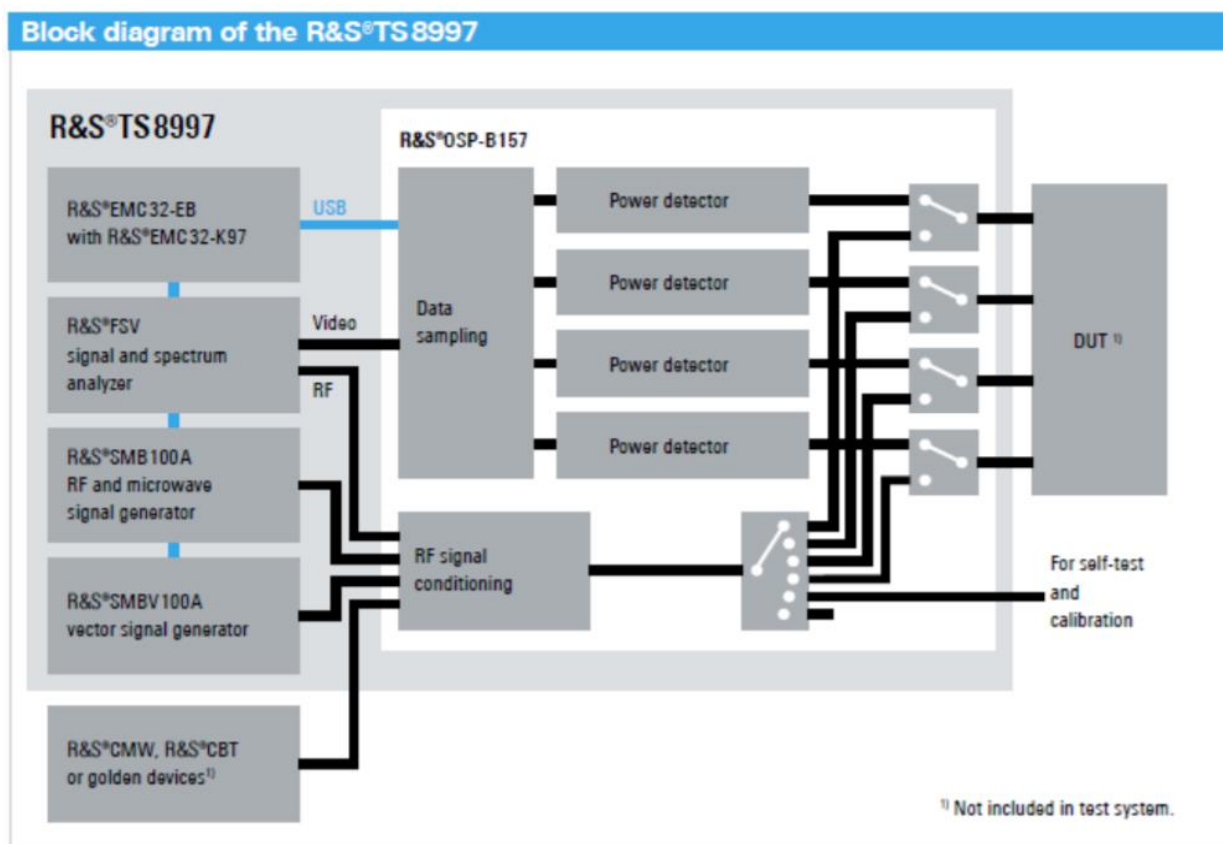 Block diagram of the R&S®TS8997
R&S®TS8997
R&S®OSP-B157
R&S®EMC32-EB
with R&S®EMC32-K97
USB
R&S®FSV
signal and spectrum
analyzer
Video
RF
R&S®SMB100A
RF and microwave
signal generator
R&S®SMBV100A
vector signal generator
R&S®CMW, R&S®CBT
or golden devices¹⁾
Data
sampling
Power detector
Power detector
Power detector
Power detector
RF signal
conditioning
DUT ¹⁾
For self-test
and
calibration
¹⁾ Not included in test system.